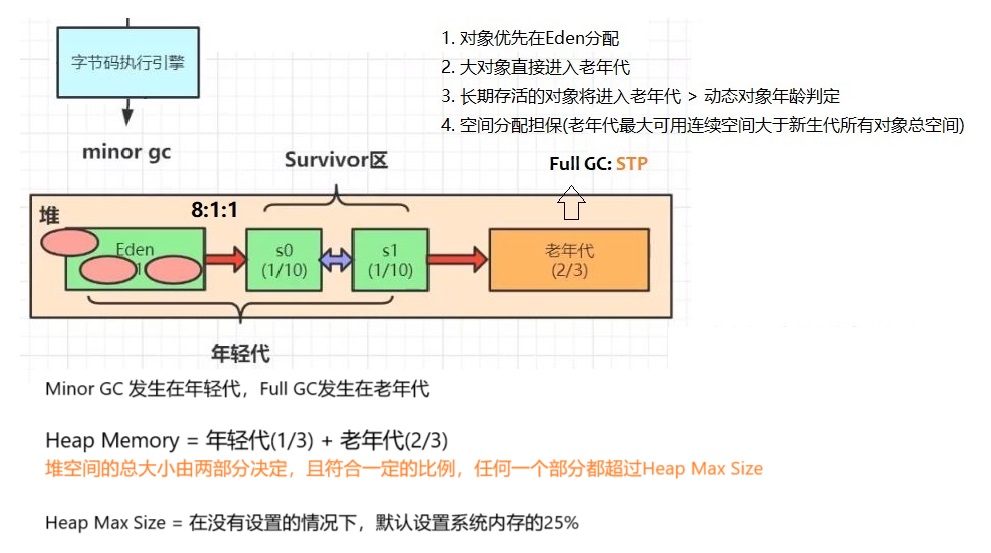 字节码执行引擎
minor gc
1. 对象优先在Eden分配
2. 大对象直接进入老年代
3. 长期存活的对象将进入老年代 > 动态对象年龄判定
4. 空间分配担保(老年代最大可用连续空间大于新生代所有对象总空间)
Survivor区
Full GC: STP
堆
8:1:1
Eden
s0
(1/10)
s1
(1/10)
老年代
(2/3)
年轻代
Minor GC 发生在年轻代，Full GC发生在老年代
Heap Memory = 年轻代(1/3) + 老年代(2/3)
堆空间的总大小由两部分决定，且符合一定的比例，任何一个部分都超过Heap Max Size
Heap Max Size = 在没有设置的情况下，默认设置系统内存的25%